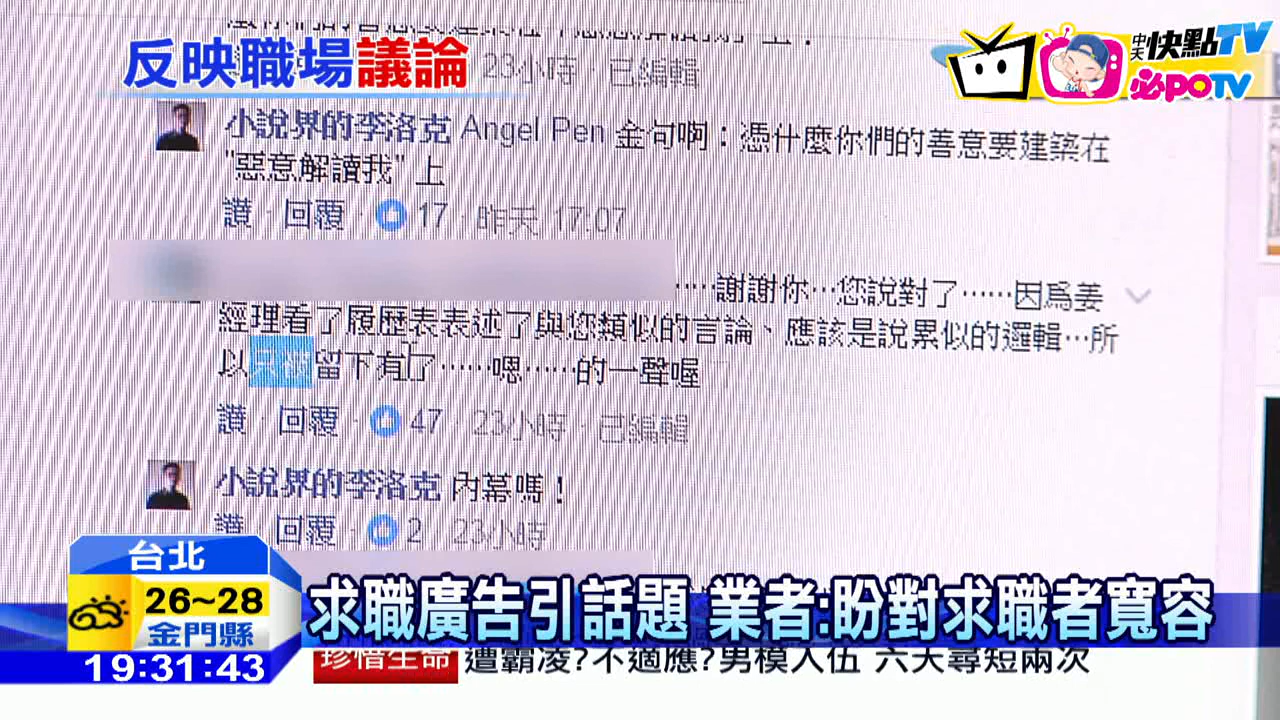 反映職場議論
中天快點TV
必POTV
23小時 · 已編輯
小說界的李洛克 Angel Pen 金句啊：憑什麼你們的善意要建築在
"惡意解讀我" 上
讚 · 回覆 · 17 · 昨天 17:07
……謝謝你…您說對了……因為姜
經理看了履歷表表述了與您類似的言論、應該是說累似的邏輯…所
以只被留下有了……嗯……的一聲喔
讚 · 回覆 · 47 · 23小時 · 已編輯
小說界的李洛克 內幕嗎！
讚 · 回覆 · 2 · 23小時
台北
26~28
金門縣
19:31:43
求職廣告引話題 業者:盼對求職者寬容
珍惜生命 遭霸凌?不適應?男模入伍 六天尋短兩次